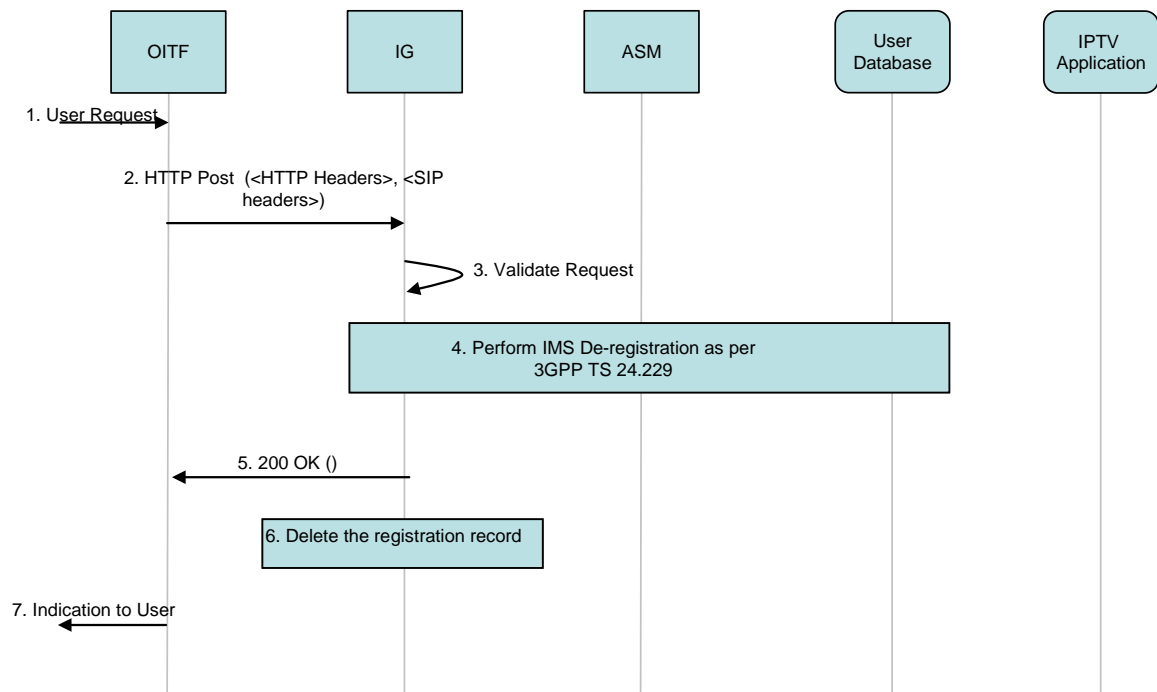 OITF
IG
ASM
User
Database
IPTV
Application
1. User Request
2. HTTP Post (<HTTP Headers>, <SIP
headers>)
3. Validate Request
4. Perform IMS De-registration as per
3GPP TS 24.229
5. 200 OK ()
6. Delete the registration record
7. Indication to User